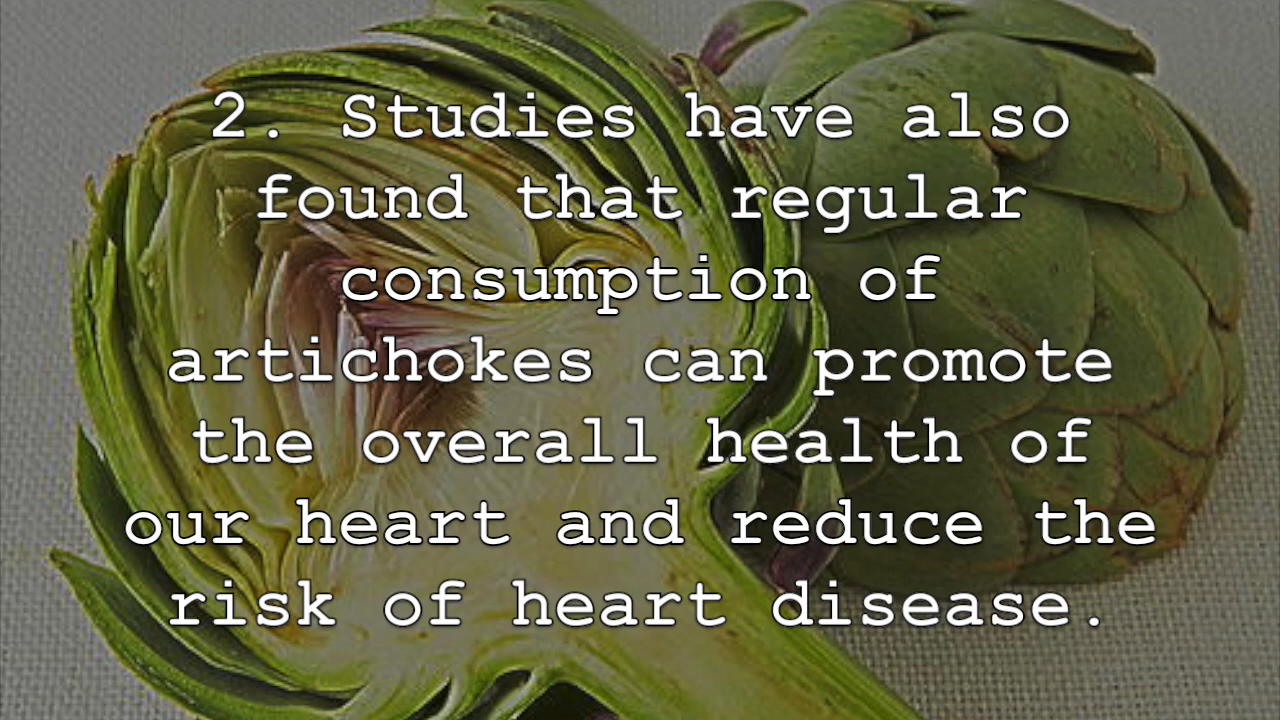 2. Studies have also
found that regular
consumption of
artichokes can promote
the overall health of
our heart and reduce the
risk of heart disease.